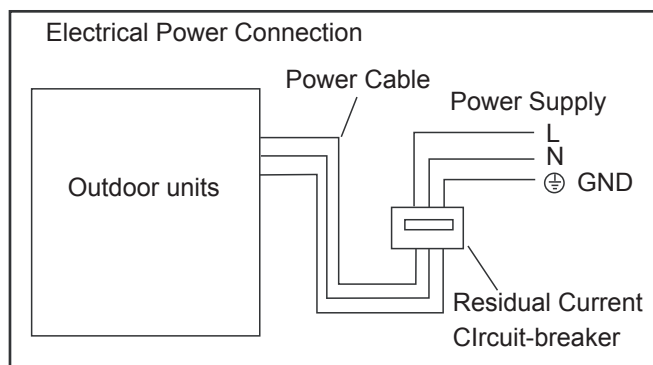 Electrical Power Connection
Power Cable
Power Supply
L
N
Outdoor units
GND
Residual Current
CIrcuit-breaker